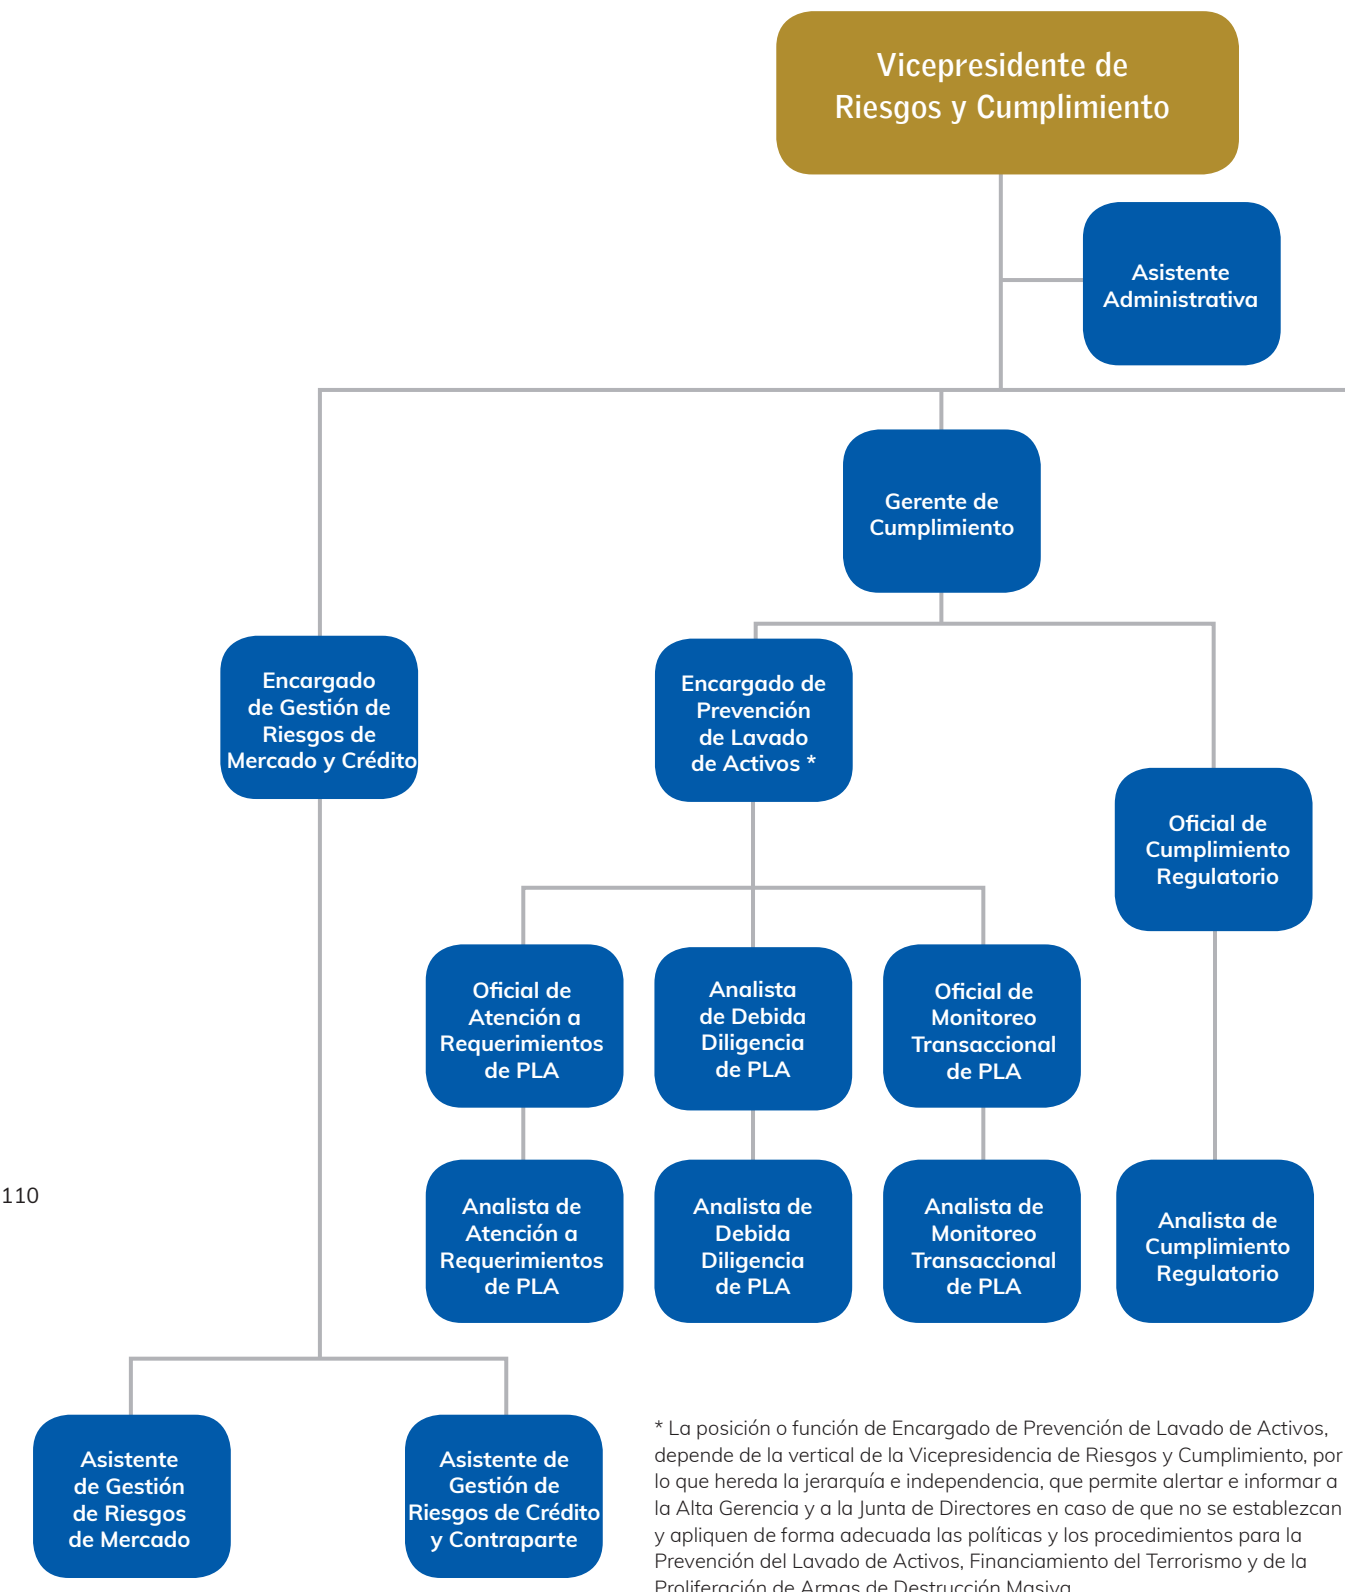 Vicepresidente de
Riesgos y Cumplimiento
Asistente
Administrativa
Gerente de
Cumplimiento
Encargado
de Gestión de
Riesgos de
Mercado y Crédito
Encargado de
Prevención
de Lavado
de Activos *
Oficial de
Cumplimiento
Regulatorio
Oficial de
Atención a
Requerimientos
de PLA
Analista
de Debida
Diligencia
de PLA
Oficial de
Monitoreo
Transaccional
de PLA
110
Analista de
Atención a
Requerimientos
de PLA
Analista de
Debida
Diligencia
de PLA
Analista de
Monitoreo
Transaccional
de PLA
Analista de
Cumplimiento
Regulatorio
Asistente
de Gestión
de Riesgos
de Mercado
Asistente de
Gestión de
Riesgos de Crédito
y Contraparte
* La posición o función de Encargado de Prevención de Lavado de Activos,
depende de la vertical de la Vicepresidencia de Riesgos y Cumplimiento, por
lo que hereda la jerarquía e independencia, que permite alertar e informar a
la Alta Gerencia y a la Junta de Directores en caso de que no se establezcan
y apliquen de forma adecuada las políticas y los procedimientos para la
Prevención del Lavado de Activos, Financiamiento del Terrorismo y de la
Proliferación de Armas de Destrucción Masiva